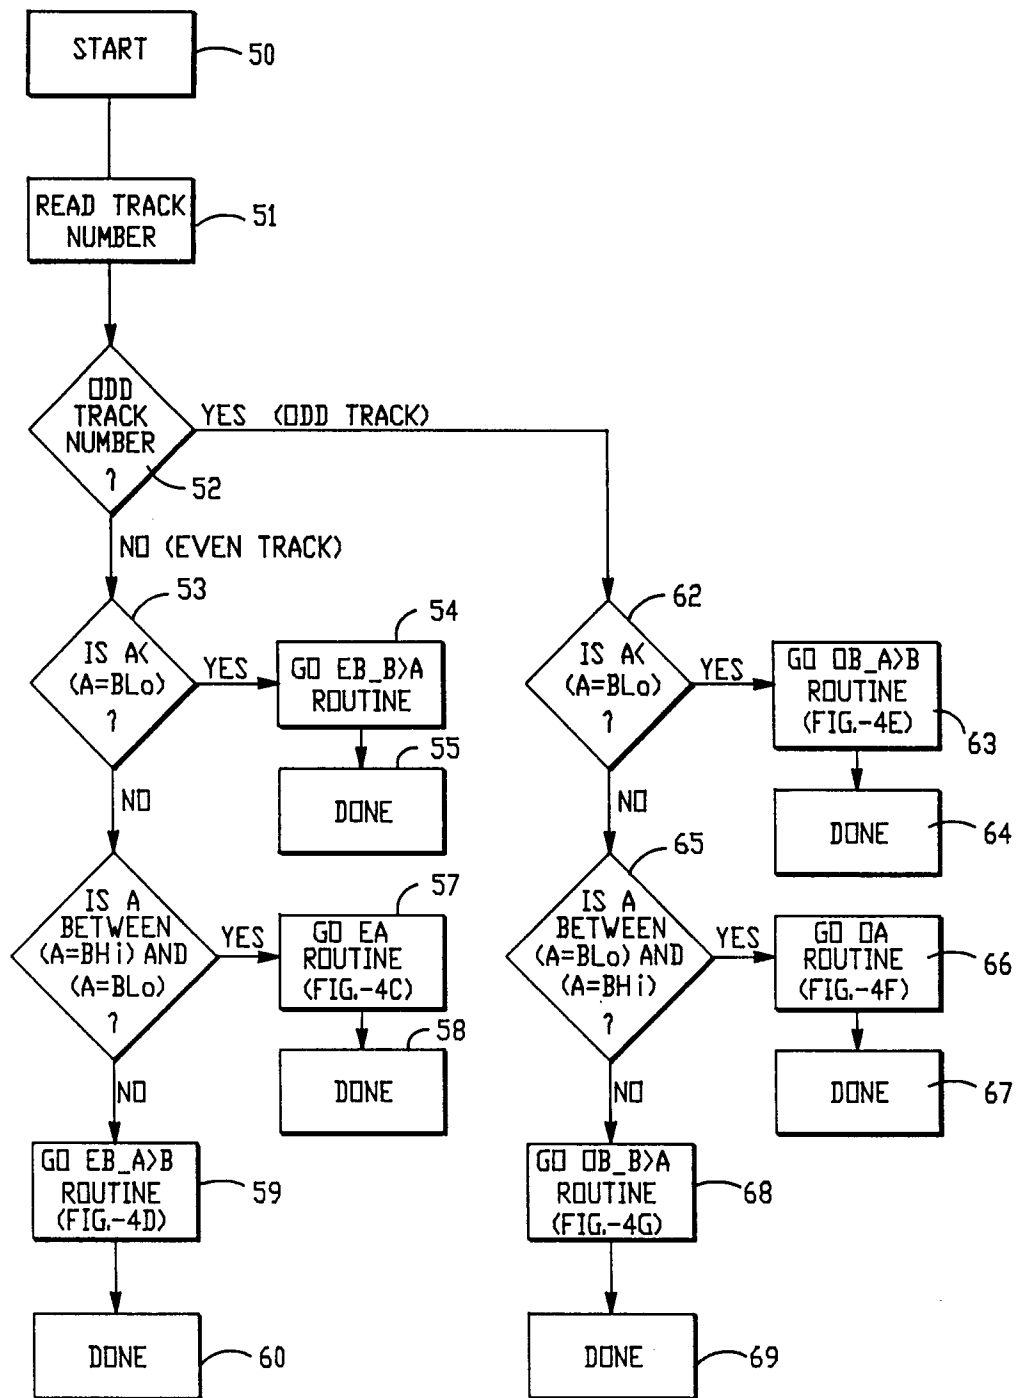 START
50
READ TRACK
NUMBER
51
ODD
TRACK
NUMBER
?
52
YES (ODD TRACK)
NO (EVEN TRACK)
53
IS A<
(A=BLo)
?
YES
54
GO EB_B>A
ROUTINE
55
DONE
NO
IS A
BETWEEN
(A=BHi) AND
(A=BLo)
?
YES
57
GO EA
ROUTINE
(FIG.-4C)
58
DONE
NO
GO EB_A>B
ROUTINE
(FIG.-4D)
59
DONE
60
62
IS A<
(A=BLo)
?
YES
GO OB_A>B
ROUTINE
(FIG.-4E)
63
DONE
64
NO
65
IS A
BETWEEN
(A=BLo) AND
(A=BHi)
?
YES
GO OA
ROUTINE
(FIG.-4F)
66
DONE
67
NO
GO OB_B>A
ROUTINE
(FIG.-4G)
68
DONE
69